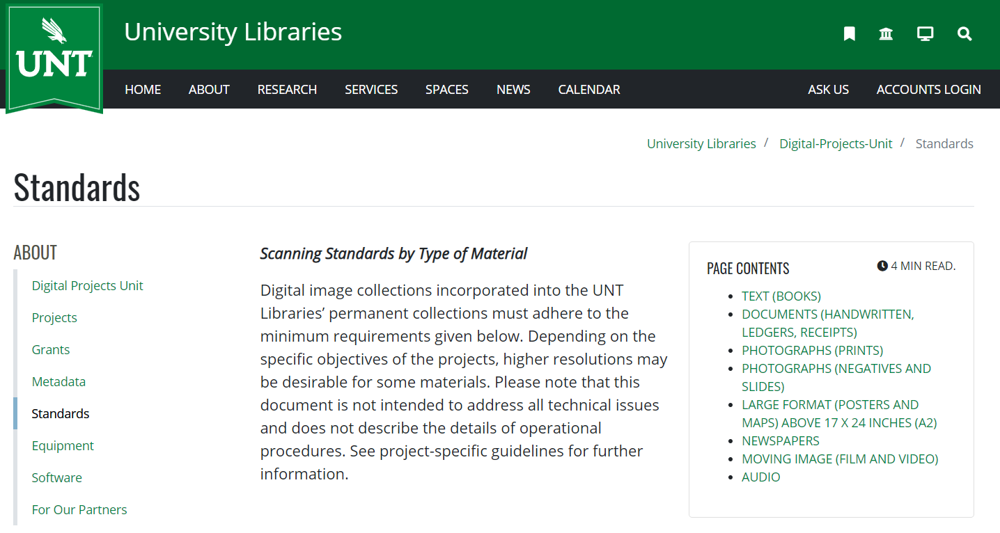 UNT
University Libraries
HOME ABOUT RESEARCH SERVICES SPACES NEWS CALENDAR ASK US ACCOUNTS LOGIN
University Libraries / Digital-Projects-Unit / Standards
Standards
ABOUT
Digital Projects Unit
Projects
Grants
Metadata
Standards
Equipment
Software
For Our Partners
Scanning Standards by Type of Material
Digital image collections incorporated into the UNT
Libraries’ permanent collections must adhere to the
minimum requirements given below. Depending on the
specific objectives of the projects, higher resolutions may
be desirable for some materials. Please note that this
document is not intended to address all technical issues
and does not describe the details of operational
procedures. See project-specific guidelines for further
information.
PAGE CONTENTS 4 MIN READ.
TEXT (BOOKS)
DOCUMENTS (HANDWRITTEN,
LEDGERS, RECEIPTS)
PHOTOGRAPHS (PRINTS)
PHOTOGRAPHS (NEGATIVES AND
SLIDES)
LARGE FORMAT (POSTERS AND
MAPS) ABOVE 17 X 24 INCHES (A2)
NEWSPAPERS
MOVING IMAGE (FILM AND VIDEO)
AUDIO